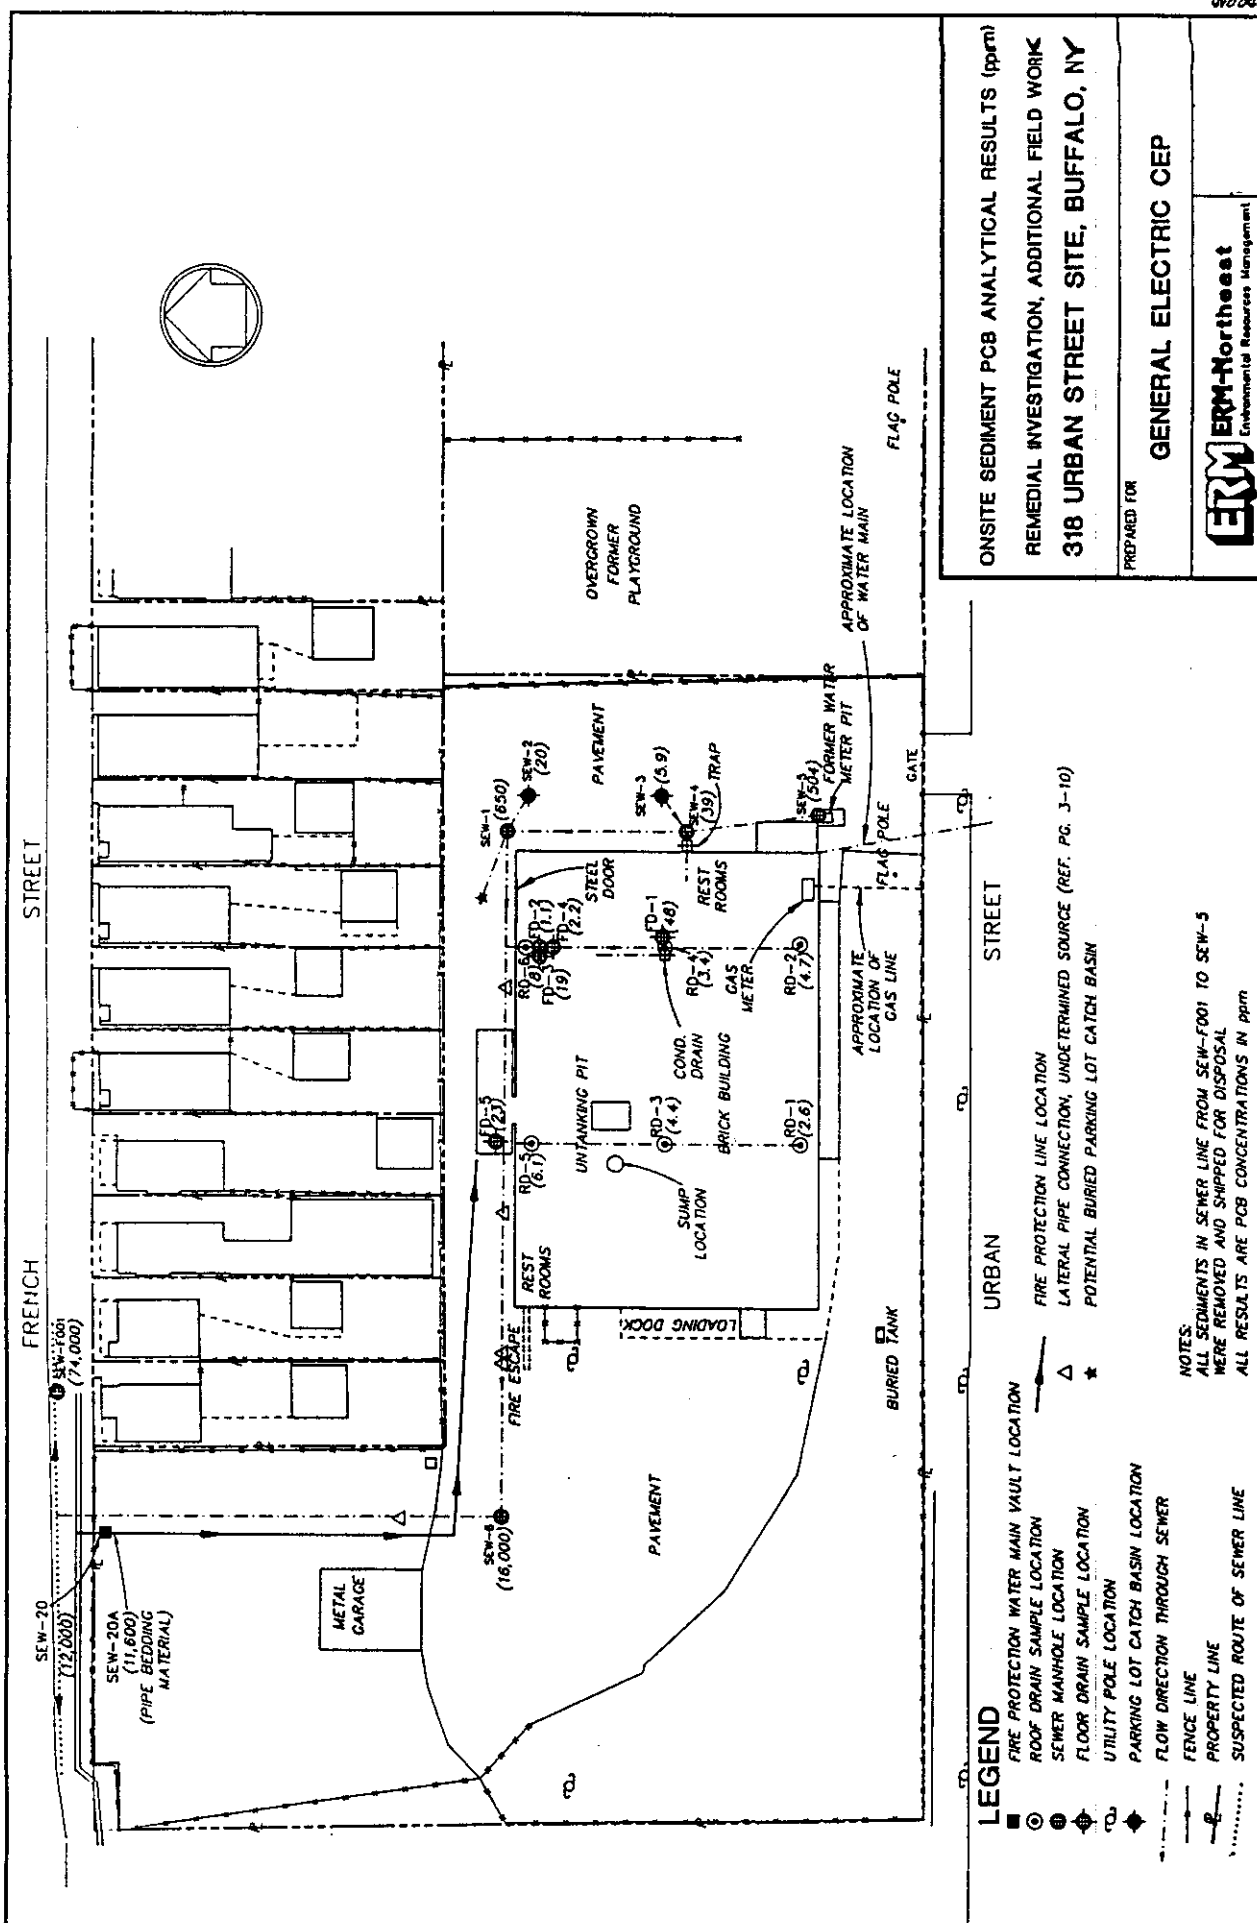 FRENCH
STREET
SEW-20
(12,000)
SEW-F001
(74,000)
SEW-20A
(11,600)
(PIPE BEDDING
MATERIAL)
METAL
GARAGE
SEW-6
(16,000)
FIRE ESCAPE
REST
ROOMS
LOADING DOCK
FD-5
(23)
RD-5
(6.1)
UNTANKING PIT
SUMP
LOCATION
RD-3
(4.4)
BRICK BUILDING
RD-1
(2.6)
COND.
DRAIN
RD-6
(8)
FD-3
(19)
FD-2
(1.1)
FD-4
(2.2)
STEEL
DOOR
FD-1
(48)
RD-4
(3.4)
REST
ROOMS
GAS
METER
RD-2
(4.7)
SEW-1
(650)
SEW-2
(20)
PAVEMENT
SEW-3
(5.9)
SEW-4
(39)
TRAP
SEW-5
(504)
FORMER WATER
METER PIT
OVERGROWN
FORMER
PLAYGROUND
APPROXIMATE LOCATION
OF WATER MAIN
FLAG POLE
GATE
FLAG POLE
APPROXIMATE
LOCATION OF
GAS LINE
BURIED TANK
PAVEMENT
URBAN
STREET
LEGEND
FIRE PROTECTION WATER MAIN VAULT LOCATION
ROOF DRAIN SAMPLE LOCATION
SEWER MANHOLE LOCATION
FLOOR DRAIN SAMPLE LOCATION
UTILITY POLE LOCATION
PARKING LOT CATCH BASIN LOCATION
FLOW DIRECTION THROUGH SEWER
FENCE LINE
PROPERTY LINE
SUSPECTED ROUTE OF SEWER LINE
FIRE PROTECTION LINE LOCATION
LATERAL PIPE CONNECTION, UNDETERMINED SOURCE (REF. PG. 3-10)
POTENTIAL BURIED PARKING LOT CATCH BASIN
NOTES:
ALL SEDIMENTS IN SEWER LINE FROM SEW-F001 TO SEW-5
WERE REMOVED AND SHIPPED FOR DISPOSAL
ALL RESULTS ARE PCB CONCENTRATIONS IN ppm
ONSITE SEDIMENT PCB ANALYTICAL RESULTS (ppm)
REMEDIAL INVESTIGATION, ADDITIONAL FIELD WORK
318 URBAN STREET SITE, BUFFALO, NY
PREPARED FOR
GENERAL ELECTRIC CEP
ERM ERM-Northeast
Environmental Resources Management